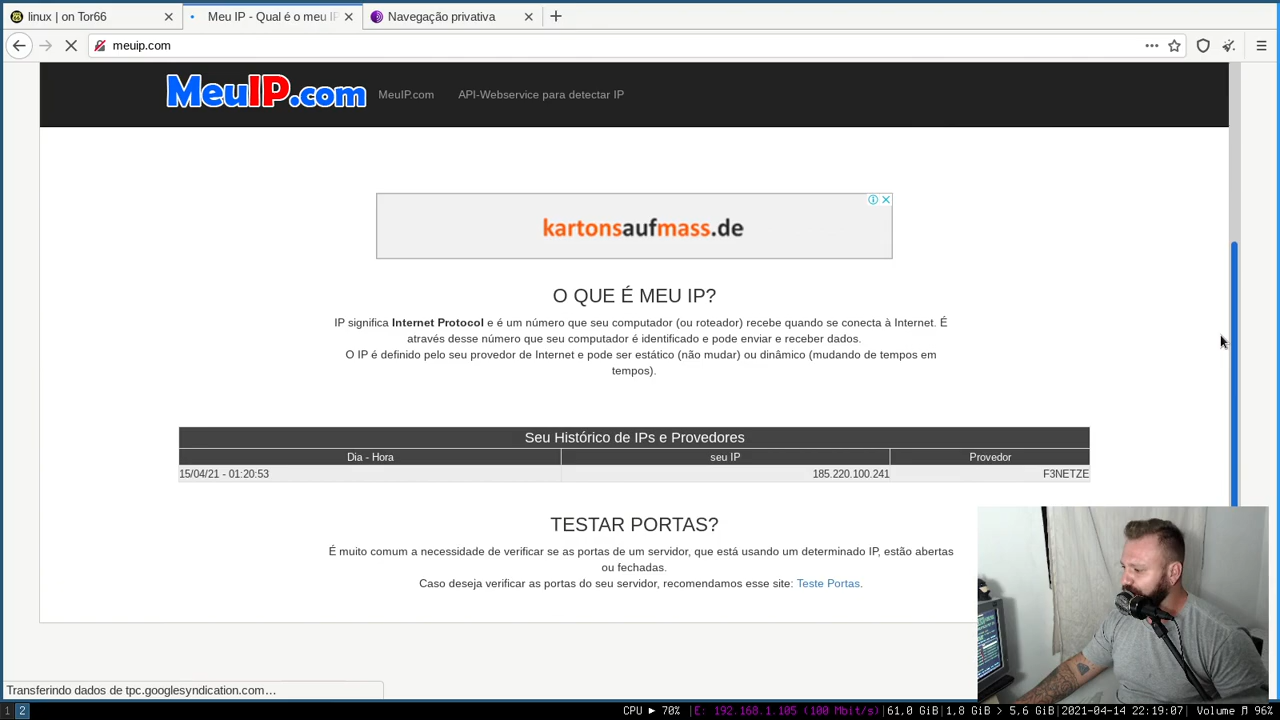 linux | on Tor66
Meu IP - Qual é o meu IP
Navegação privativa
meuip.com
MeuIP.com
MeuIP.com
API-Webservice para detectar IP
kartonsaufmass.de
O QUE É MEU IP?
IP significa Internet Protocol e é um número que seu computador (ou roteador) recebe quando se conecta à Internet. É
através desse número que seu computador é identificado e pode enviar e receber dados.
O IP é definido pelo seu provedor de Internet e pode ser estático (não mudar) ou dinâmico (mudando de tempos em
tempos).
Seu Histórico de IPs e Provedores
Dia - Hora seu IP Provedor
15/04/21 - 01:20:53 185.220.100.241 F3NETZE
TESTAR PORTAS?
É muito comum a necessidade de verificar se as portas de um servidor, que está usando um determinado IP, estão abertas
ou fechadas.
Caso deseja verificar as portas do seu servidor, recomendamos esse site: Teste Portas.
Transferindo dados de tpc.googlesyndication.com…
1 2 CPU ► 70% |E: 192.168.1.105 (100 Mbit/s)|61,0 GiB|1,8 GiB > 5,6 GiB|2021-04-14 22:19:07|Volume ♬ 96%